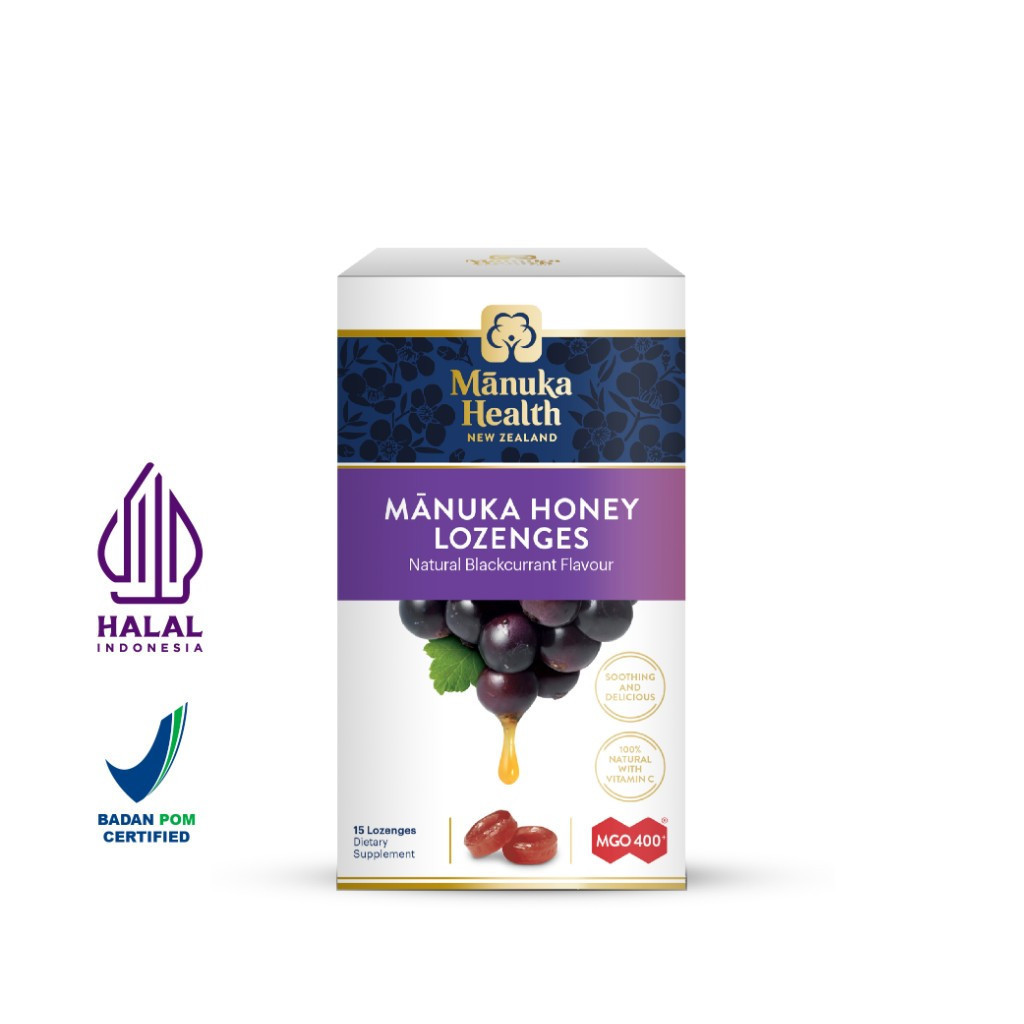 Mānuka
Health
NEW ZEALAND
MĀNUKA HONEY
LOZENGES
Natural Blackcurrant Flavour
HALAL
INDONESIA
SOOTHING
AND
DELICIOUS
100%
NATURAL
WITH
VITAMIN C
BADAN POM
CERTIFIED
15 Lozenges
Dietary
Supplement
MGO 400+
®